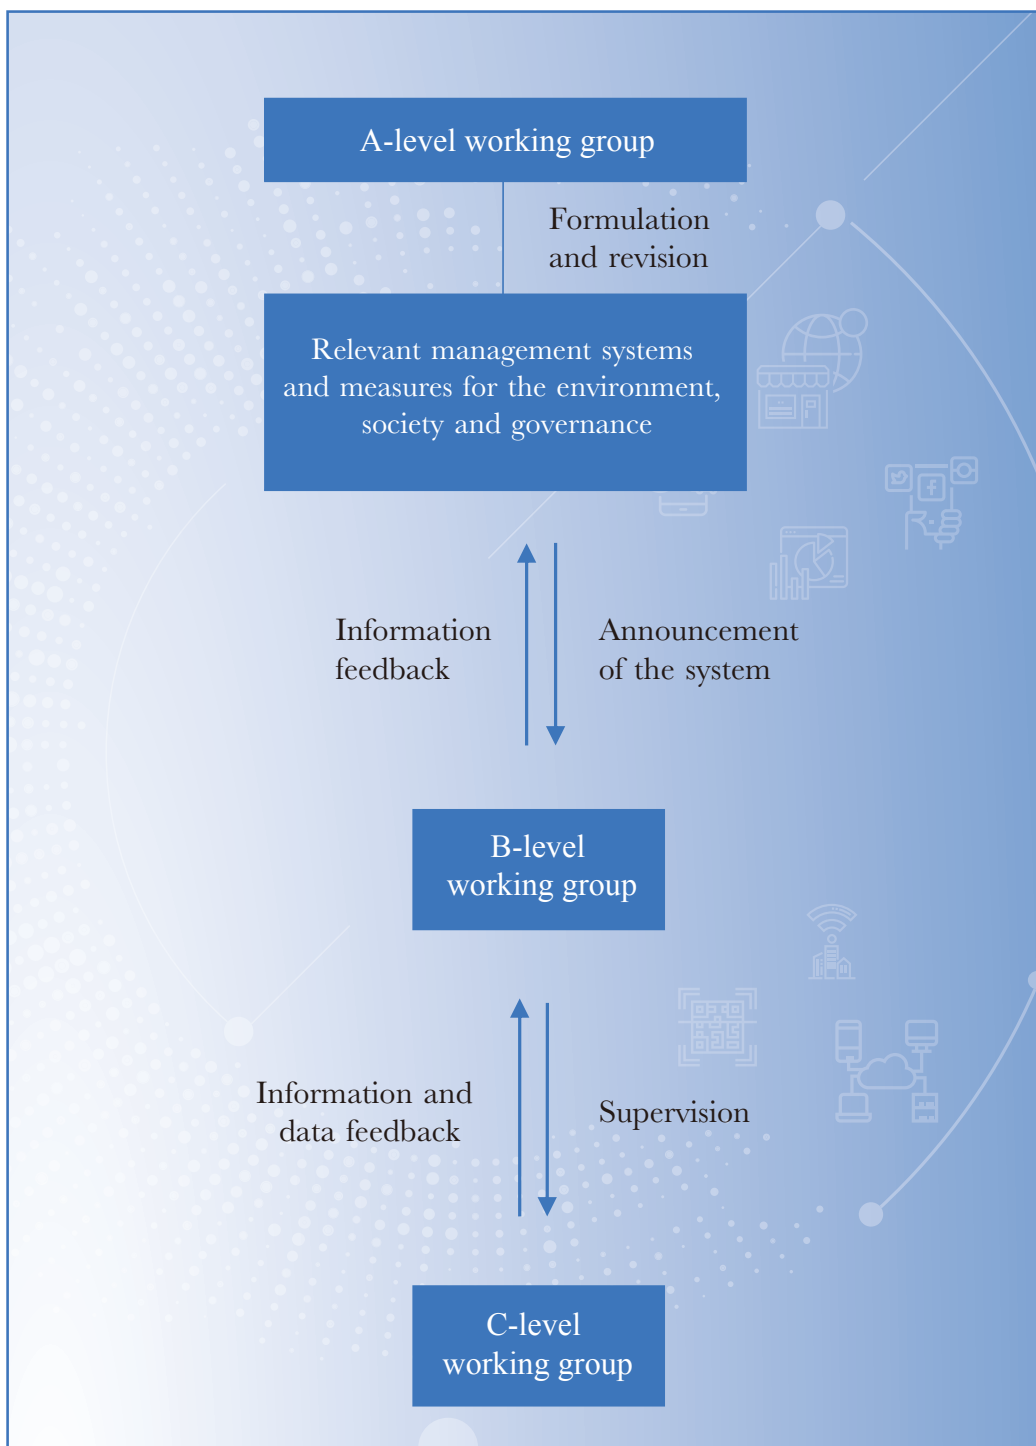 A-level working group
Formulation
and revision
Relevant management systems
and measures for the environment,
society and governance
Information
feedback
Announcement
of the system
B-level
working group
Information and
data feedback
Supervision
C-level
working group